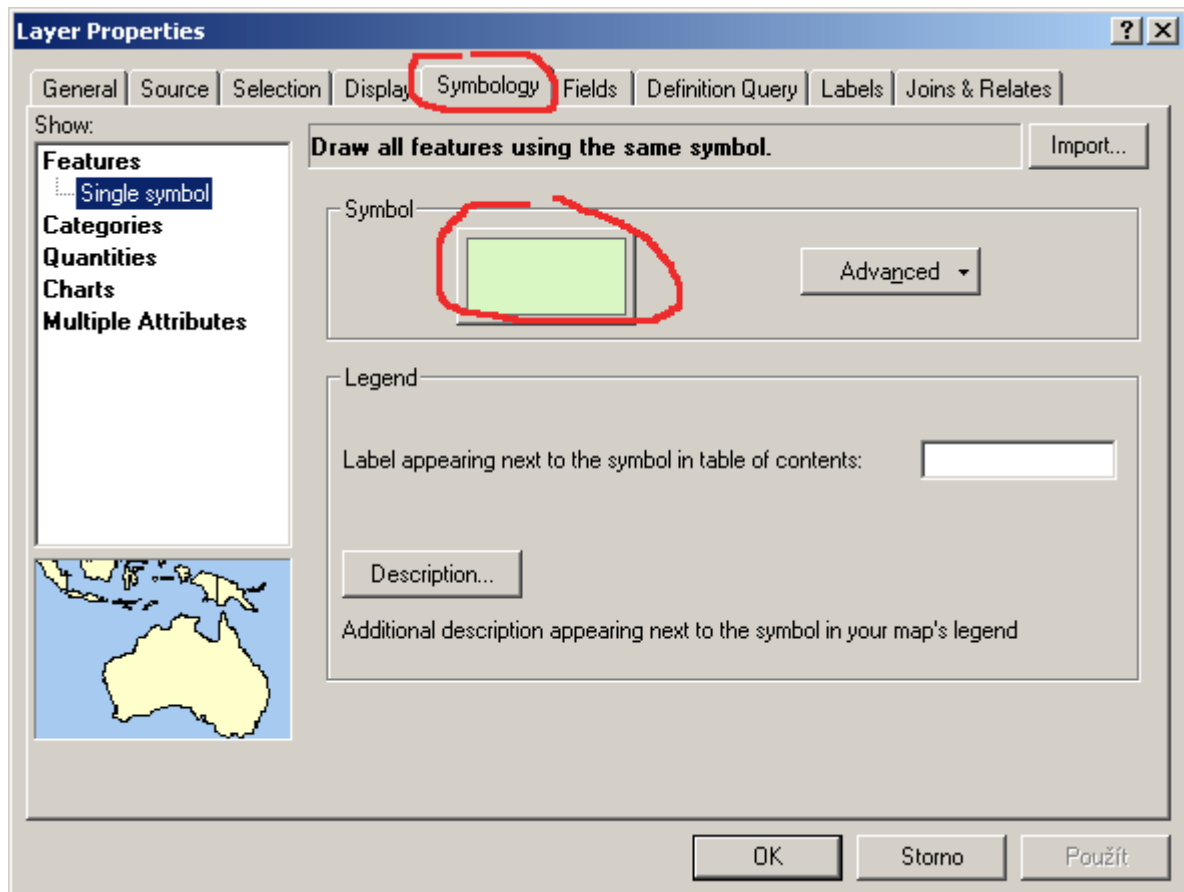 Layer Properties
General Source Selection Display Symbology Fields Definition Query Labels Joins & Relates
Show:
Features
Single symbol
Categories
Quantities
Charts
Multiple Attributes
Draw all features using the same symbol.
Import...
Symbol
Advanced
Legend
Label appearing next to the symbol in table of contents:
Description...
Additional description appearing next to the symbol in your map's legend
OK Storno Použít